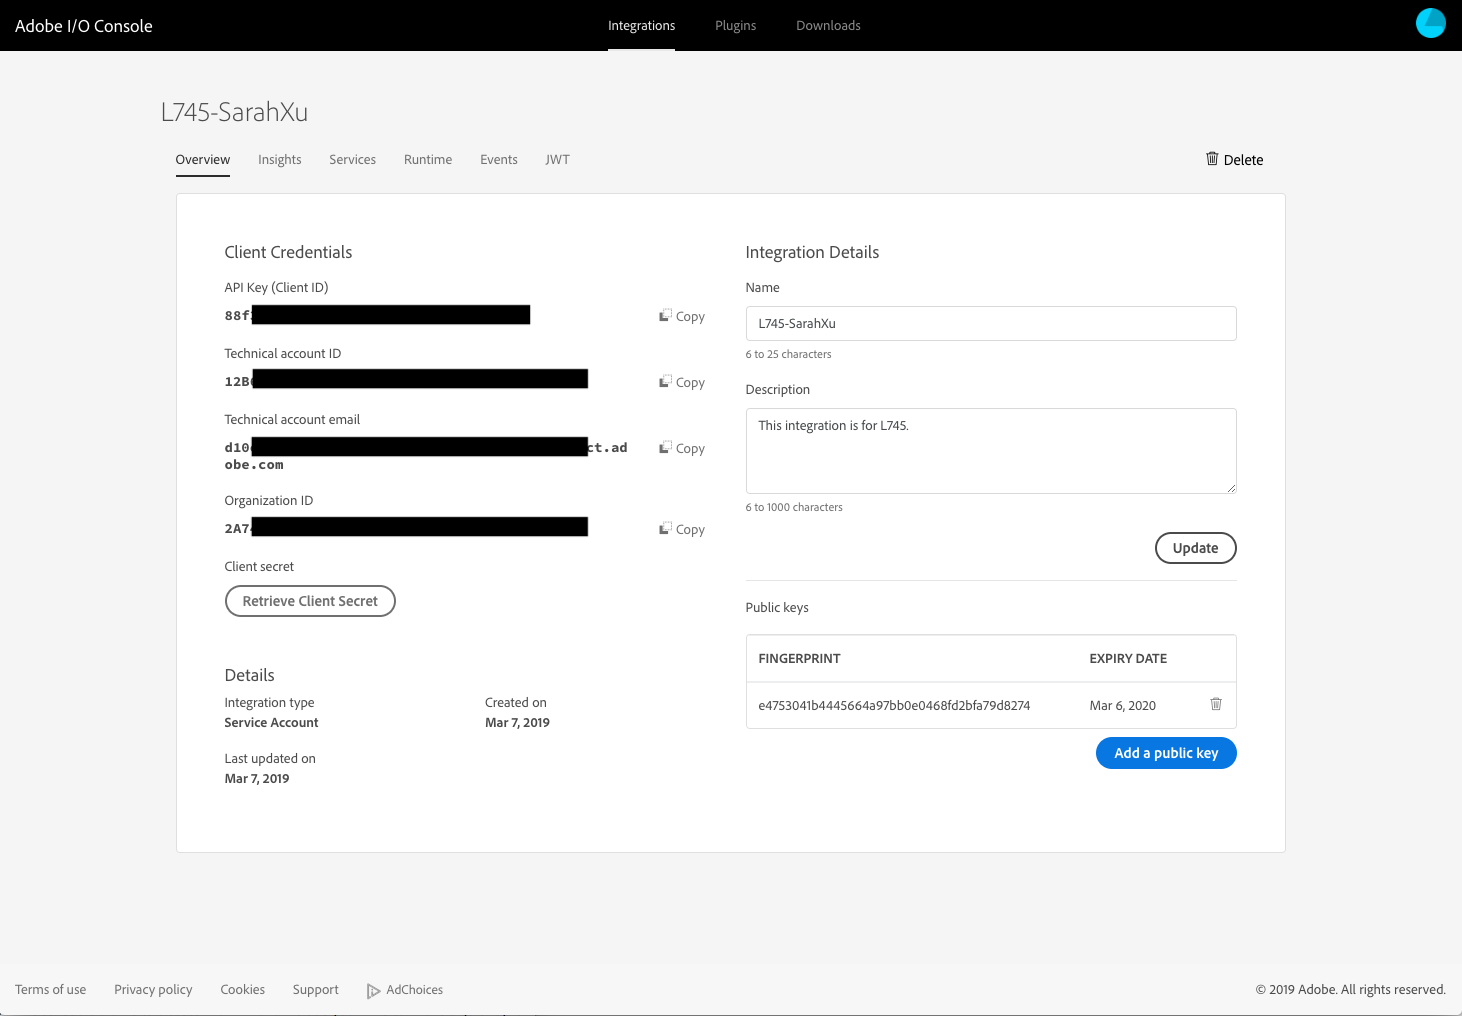 Adobe I/O Console
Integrations
Plugins
Downloads
L745-SarahXu
Overview
Insights
Services
Runtime
Events
JWT
Delete
Client Credentials
API Key (Client ID)
88f
Copy
Technical account ID
12B
Copy
Technical account email
d10
ct.ad
obe.com
Copy
Organization ID
2A7
Copy
Client secret
Retrieve Client Secret
Details
Integration type
Service Account
Created on
Mar 7, 2019
Last updated on
Mar 7, 2019
Integration Details
Name
L745-SarahXu
6 to 25 characters
Description
This integration is for L745.
6 to 1000 characters
Update
Public keys
FINGERPRINT
EXPIRY DATE
e4753041b4445664a97bb0e0468fd2bfa79d8274
Mar 6, 2020
Add a public key
Terms of use
Privacy policy
Cookies
Support
AdChoices
© 2019 Adobe. All rights reserved.